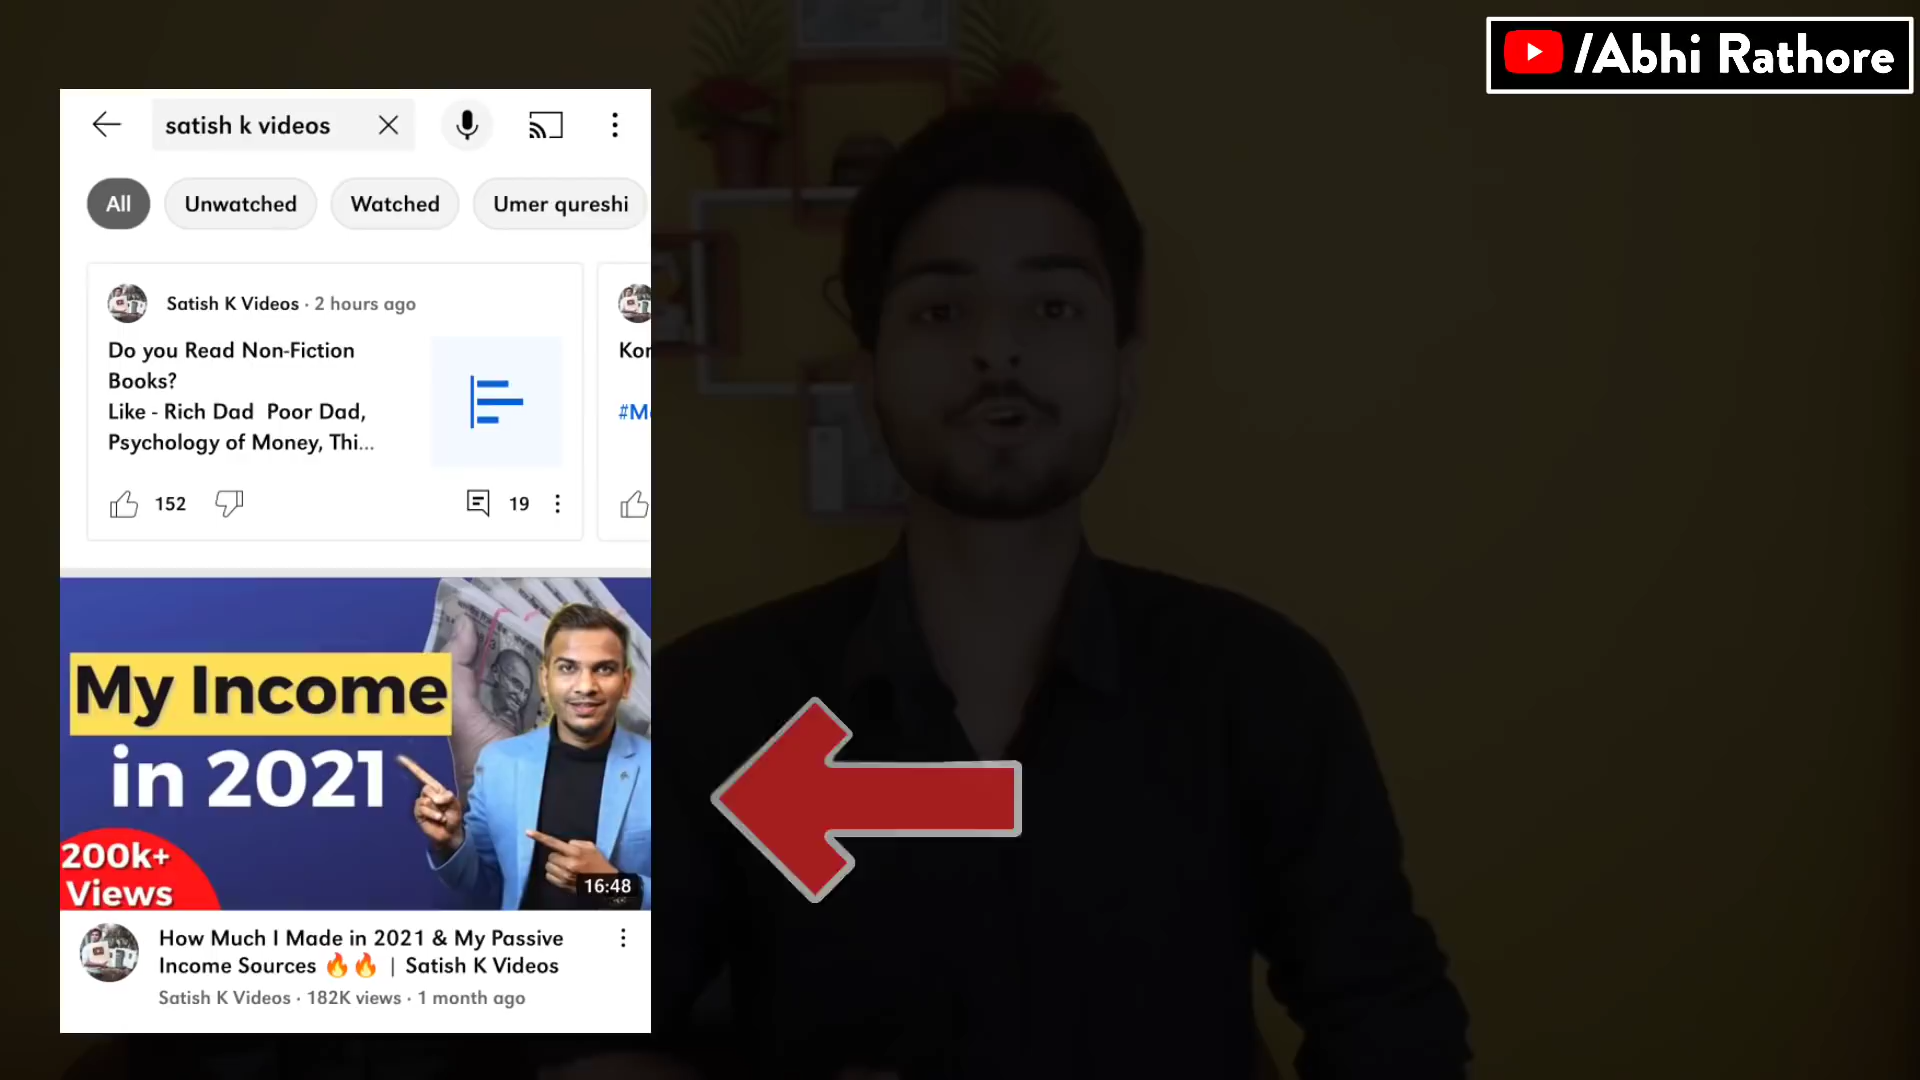 /Abhi Rathore
satish k videos
All Unwatched Watched Umer qureshi
Satish K Videos · 2 hours ago
Do you Read Non-Fiction
Books?
Like - Rich Dad Poor Dad,
Psychology of Money, Thi...
152 19
Kor
#M
My Income
in 2021
200k+
Views
16:48
How Much I Made in 2021 & My Passive
Income Sources 🔥🔥 | Satish K Videos
Satish K Videos · 182K views · 1 month ago